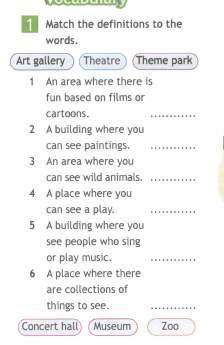 Vocabulary
1 Match the definitions to the
words.
Art gallery Theatre Theme park
1 An area where there is
fun based on films or
cartoons. ............
2 A building where you
can see paintings. ............
3 An area where you
can see wild animals. ............
4 A place where you
can see a play. ............
5 A building where you
see people who sing
or play music. ............
6 A place where there
are collections of
things to see. ............
Concert hall Museum Zoo